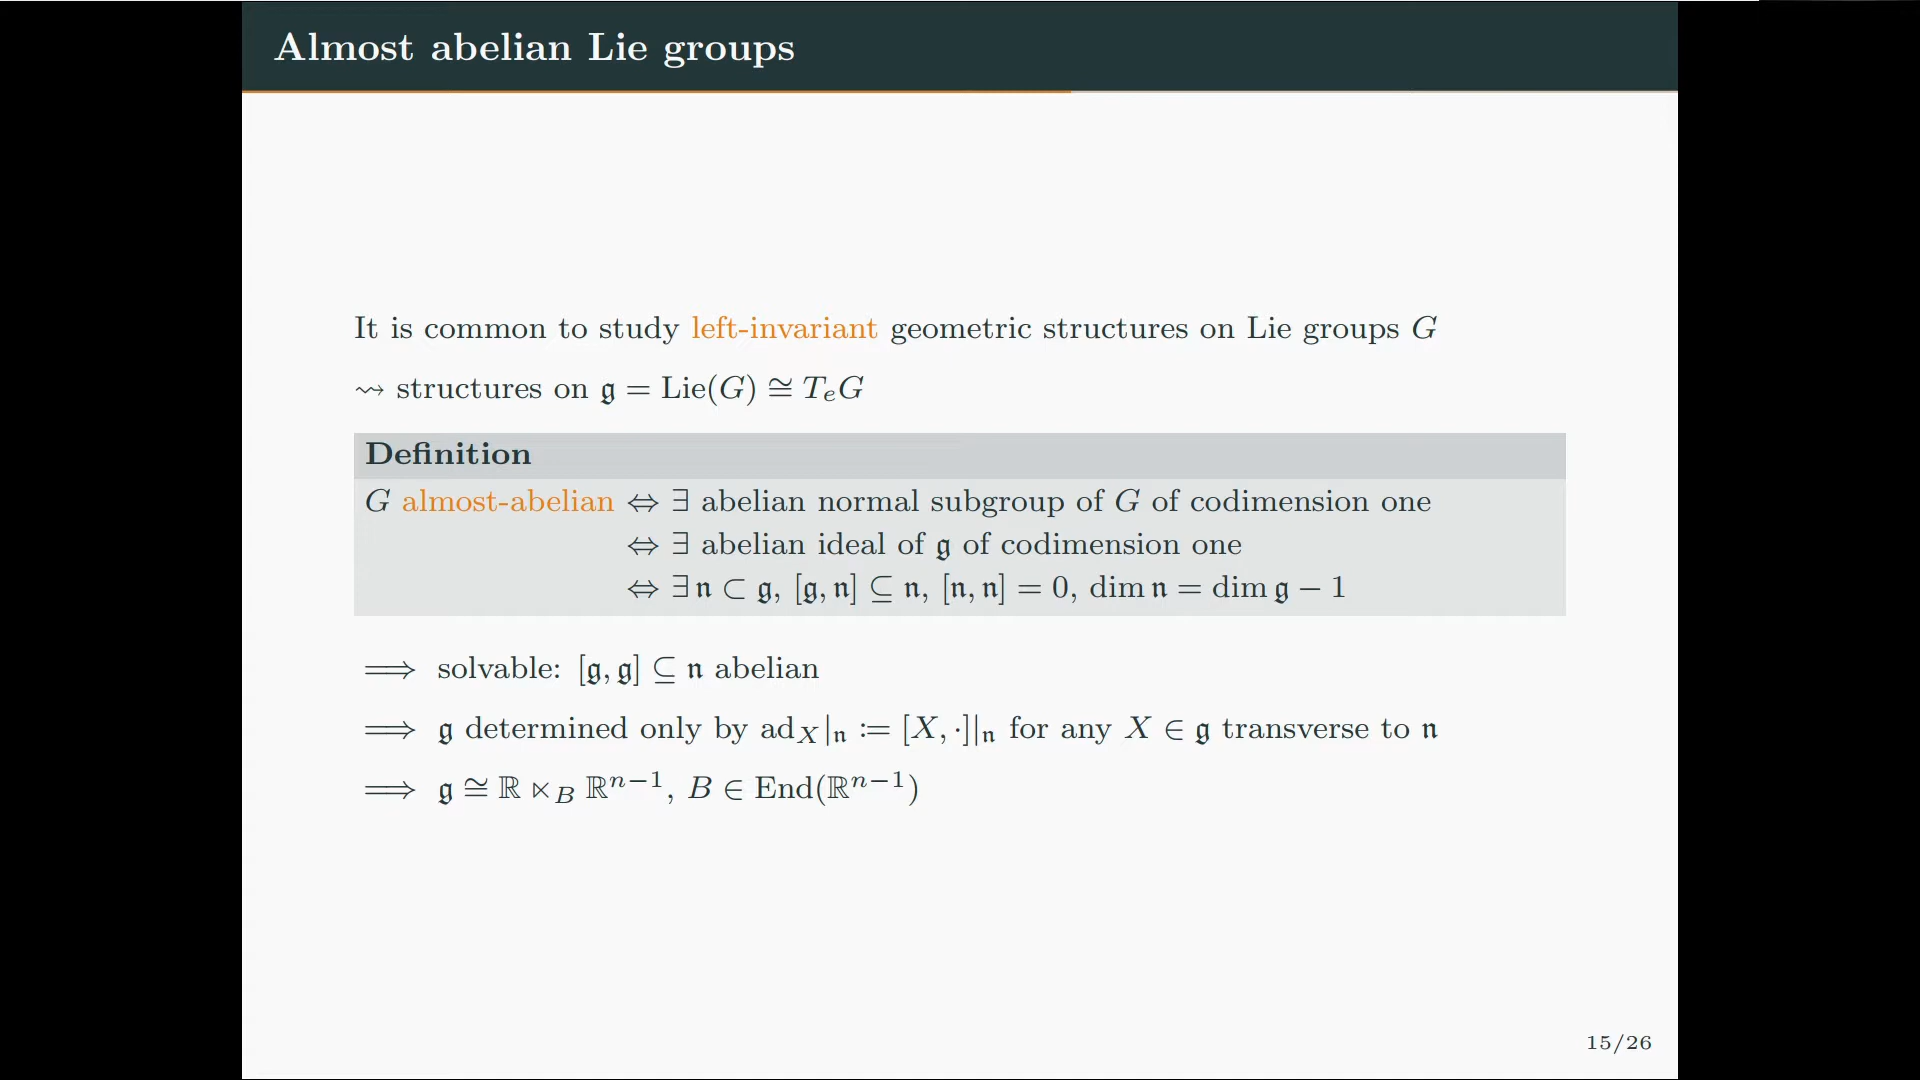 Almost abelian Lie groups
It is common to study left-invariant geometric structures on Lie groups G
⇝ structures on 𝔤 = Lie(G) ≅ TₑG
Definition
G almost-abelian ⇔ ∃ abelian normal subgroup of G of codimension one
⇔ ∃ abelian ideal of 𝔤 of codimension one
⇔ ∃ 𝔫 ⊂ 𝔤, [𝔤, 𝔫] ⊆ 𝔫, [𝔫, 𝔫] = 0, dim 𝔫 = dim 𝔤 − 1
⟹ solvable: [𝔤, 𝔤] ⊆ 𝔫 abelian
⟹ 𝔤 determined only by ad_X|_𝔫 := [X, ·]|_𝔫 for any X ∈ 𝔤 transverse to 𝔫
⟹ 𝔤 ≅ ℝ ⋉_B ℝⁿ⁻¹, B ∈ End(ℝⁿ⁻¹)
15/26